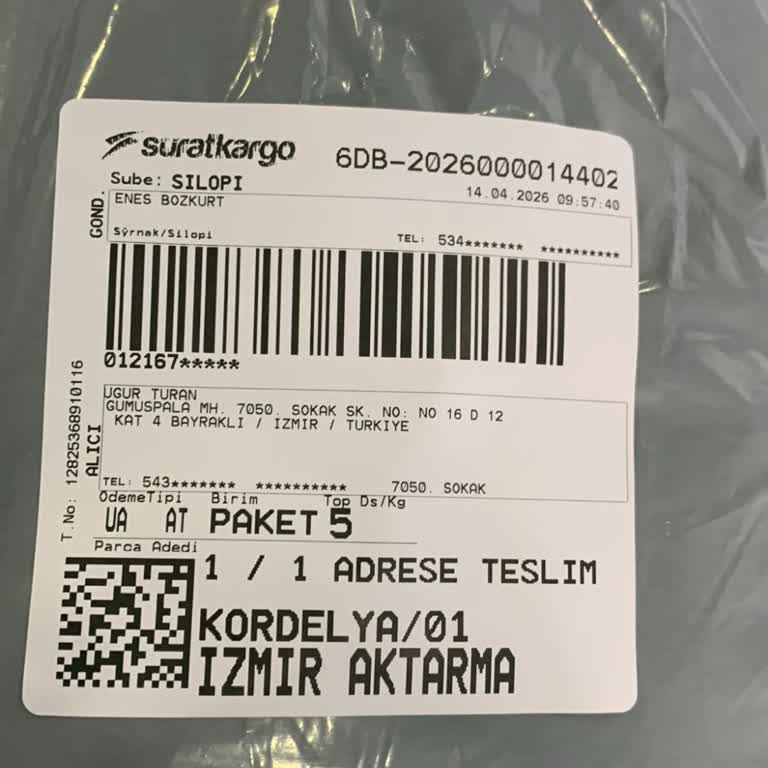 suratkargo
6DB-2026000014402
Sube: SILOPI
14.04.2026 09:57:40
GOND.
ENES BOZKURT
Sýrnak/Silopi
TEL: 534******* **********
012167*****
T.No: 12825368910116
ALICI
UGUR TURAN
GUMUSPALA MH. 7050. SOKAK SK. NO: NO 16 D 12
KAT 4 BAYRAKLI / IZMIR / TURKIYE
TEL: 543******* **********
7050. SOKAK
OdemeTipi Birim Top Ds/Kg
UA AT PAKET 5
Parca Adedi
1 / 1 ADRESE TESLIM
KORDELYA/01
IZMIR AKTARMA